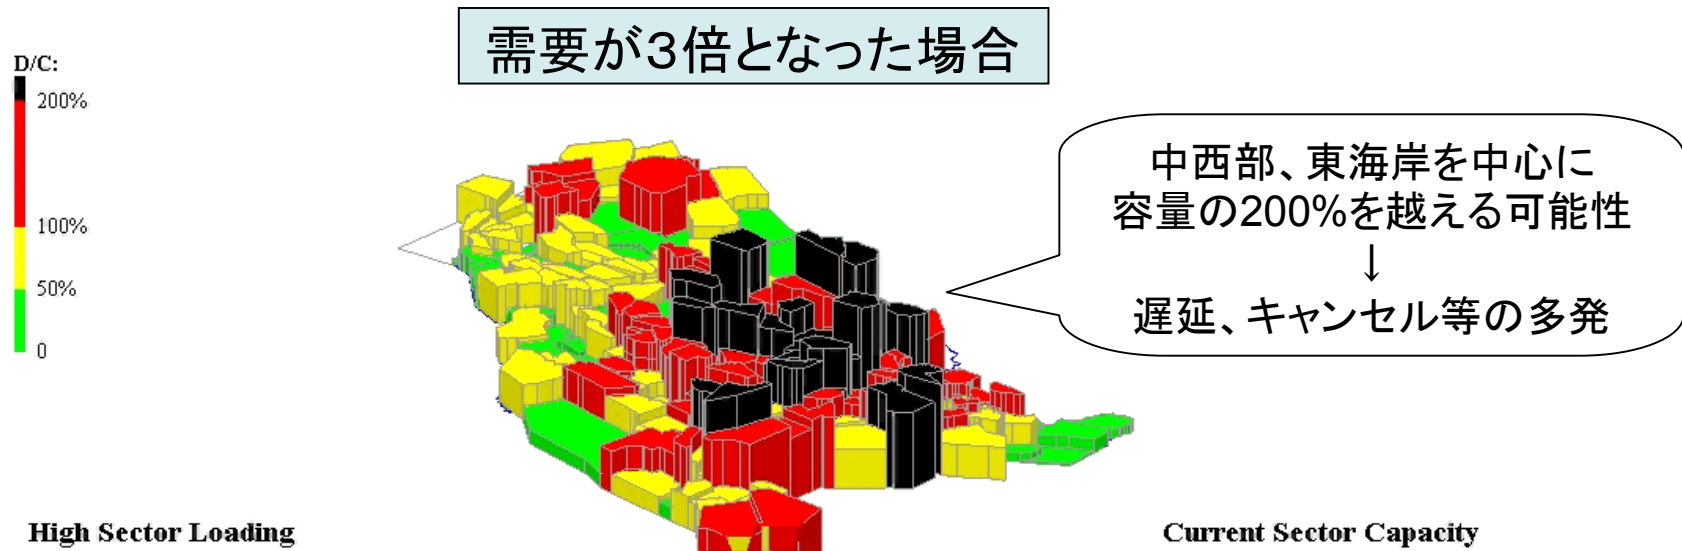 需要が3倍となった場合
D/C:
200%
100%
50%
0
中西部、東海岸を中心に
容量の200%を越える可能性
↓
遅延、キャンセル等の多発
High Sector Loading
Current Sector Capacity